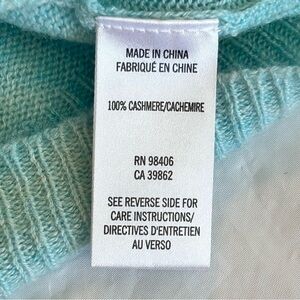 MADE IN CHINA
FABRIQUÉ EN CHINE
100% CASHMERE/CACHEMIRE
RN 98406
CA 39862
SEE REVERSE SIDE FOR
CARE INSTRUCTIONS/
DIRECTIVES D'ENTRETIEN
AU VERSO